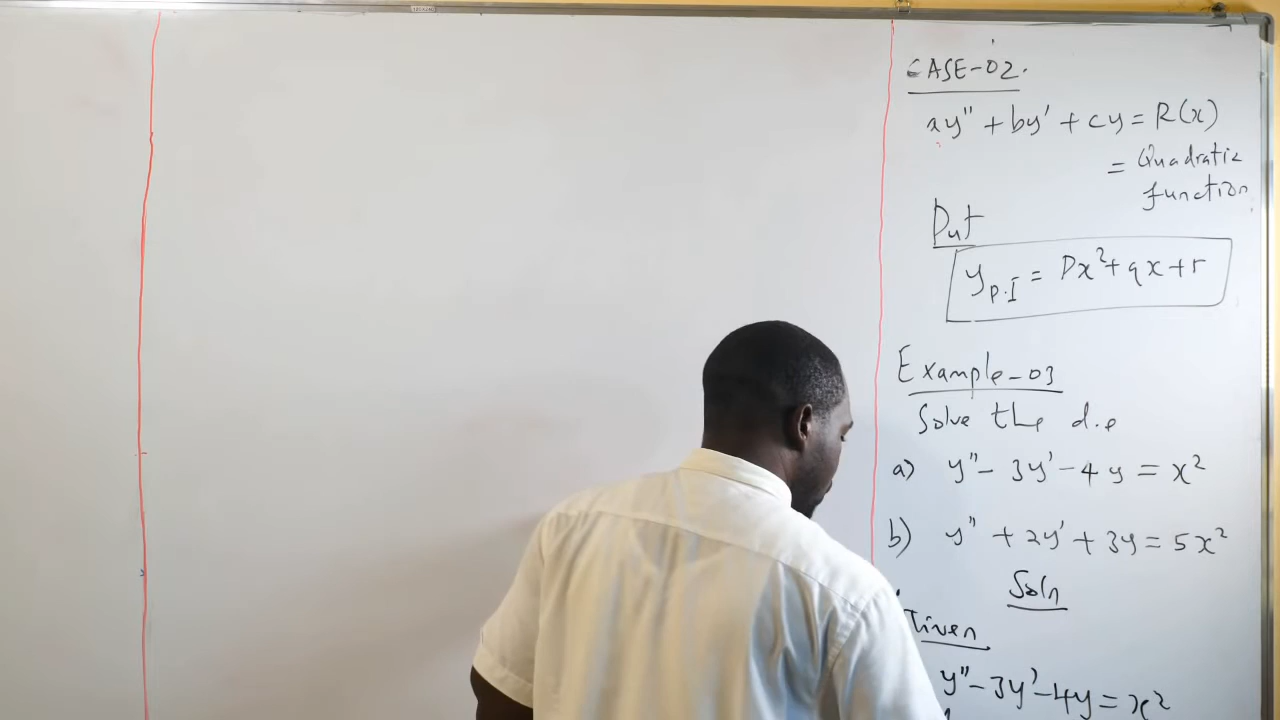 CASE-02.
ay" + by' + cy = R(x)
= Quadratic
function
Put
y_{P.I} = Px² + qx + r
Example-03
Solve the d.e
a) y" - 3y' - 4y = x²
b) y" + 2y' + 3y = 5x²
Soln
Given
y" - 3y' - 4y = x²